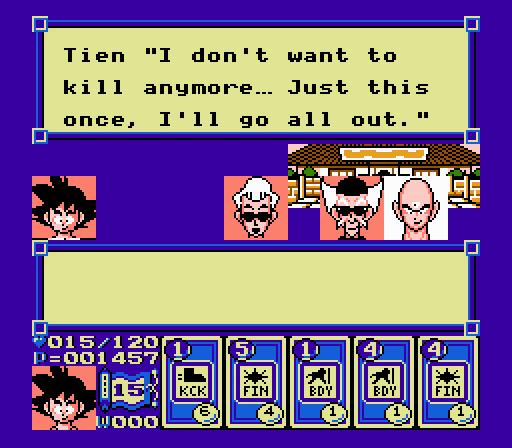 Tien "I don't want to
kill anymore… Just this
once, I'll go all out."
015/120
P=001457
15
W000
1 5 1 4 4
KCK FIN BDY BDY FIN
6 4 1 1 1